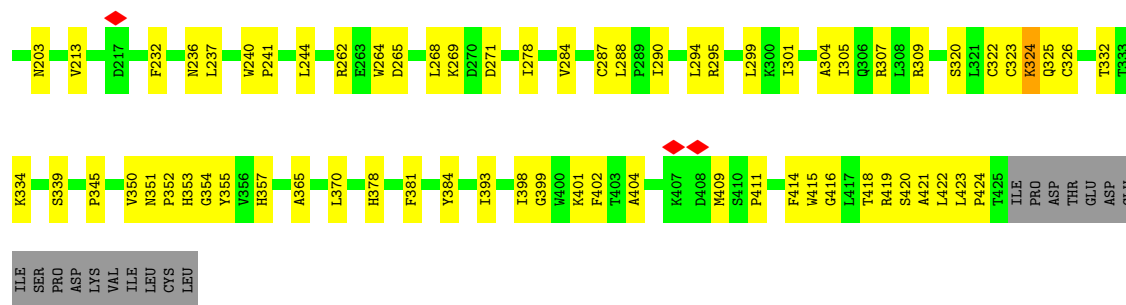 N203 V213 D217 F232 N236 L237 W240 P241 L244 R262 E263 W264 D265 L268 K269 D270 D271 I278 V284 C287 L288 P289 I290 L294 R295 L299 K300 I301 A304 I305 Q306 R307 L308 R309 S320 L321 C322 C323 K324 Q325 C326 T332 T333
K334 S339 P345 V350 N351 P352 H353 G354 Y355 V356 H357 A365 L370 H378 F381 Y384 I393 I398 G399 W400 K401 F402 T403 A404 K407 D408 M409 S410 P411 F414 W415 G416 L417 T418 R419 S420 A421 L422 L423 P424 T425 ILE PRO ASP THR GLU ASP
ILE SER PRO ASP LYS VAL ILE LEU CYS LEU